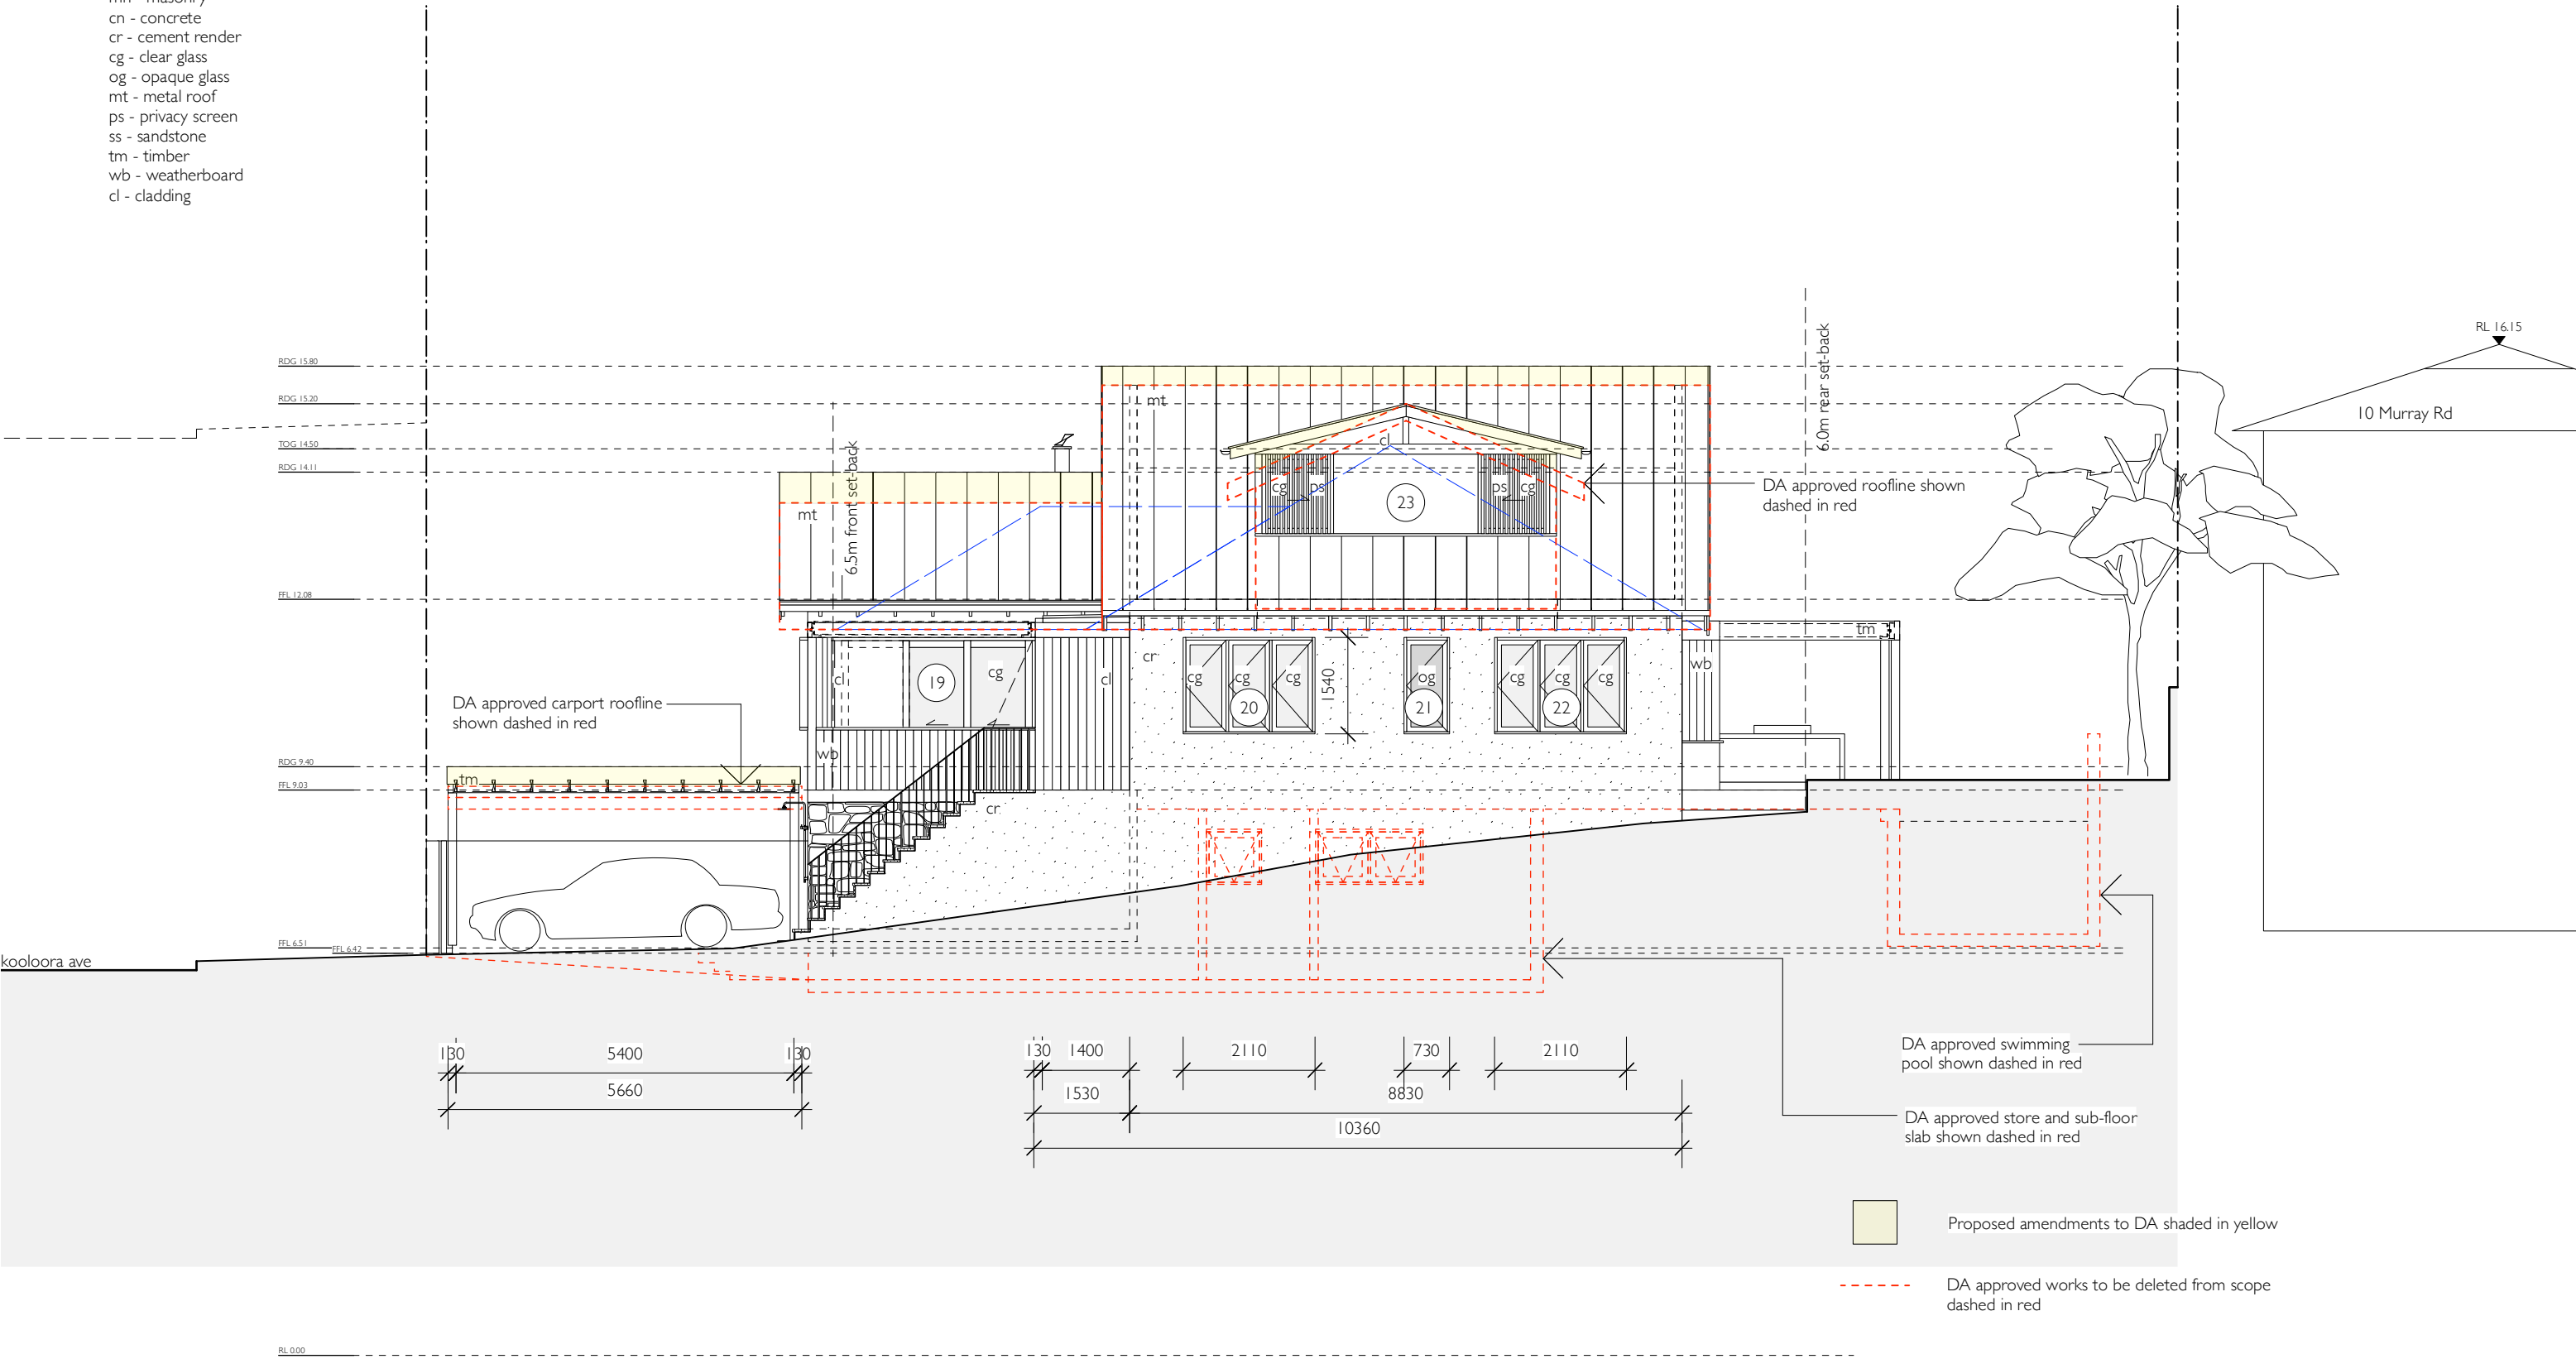 cn - concrete
cr - cement render
cg - clear glass
og - opaque glass
mt - metal roof
ps - privacy screen
ss - sandstone
tm - timber
wb - weatherboard
cl - cladding
RL 16.15
10 Murray Rd
RDG 15.80
RDG 15.20
TOG 14.50
RDG 14.11
FFL 12.08
RDG 9.40
FFL 9.03
FFL 6.51
FFL 6.42
RL 0.00
6.5m front set-back
6.0m rear set-back
mt
mt
cl
cg
ps
23
ps
cg
DA approved roofline shown
dashed in red
cl
19
cg
cl
cr
cg
cg
cg
20
1540
og
21
cg
cg
cg
22
wb
tm
DA approved carport roofline
shown dashed in red
wb
tm
cr
kooloora ave
130
5400
130
5660
130
1400
2110
730
2110
1530
8830
10360
DA approved swimming
pool shown dashed in red
DA approved store and sub-floor
slab shown dashed in red
Proposed amendments to DA shaded in yellow
DA approved works to be deleted from scope
dashed in red